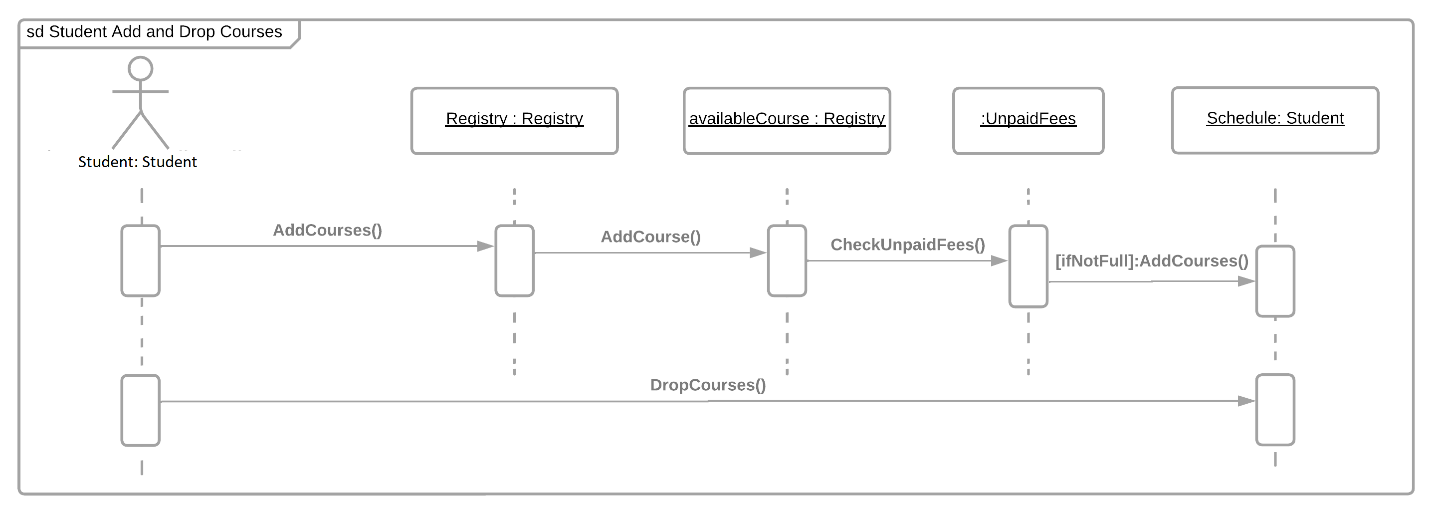 sd Student Add and Drop Courses
Student: Student
Registry : Registry
availableCourse : Registry
:UnpaidFees
Schedule: Student
AddCourses()
AddCourse()
CheckUnpaidFees()
[ifNotFull]:AddCourses()
DropCourses()